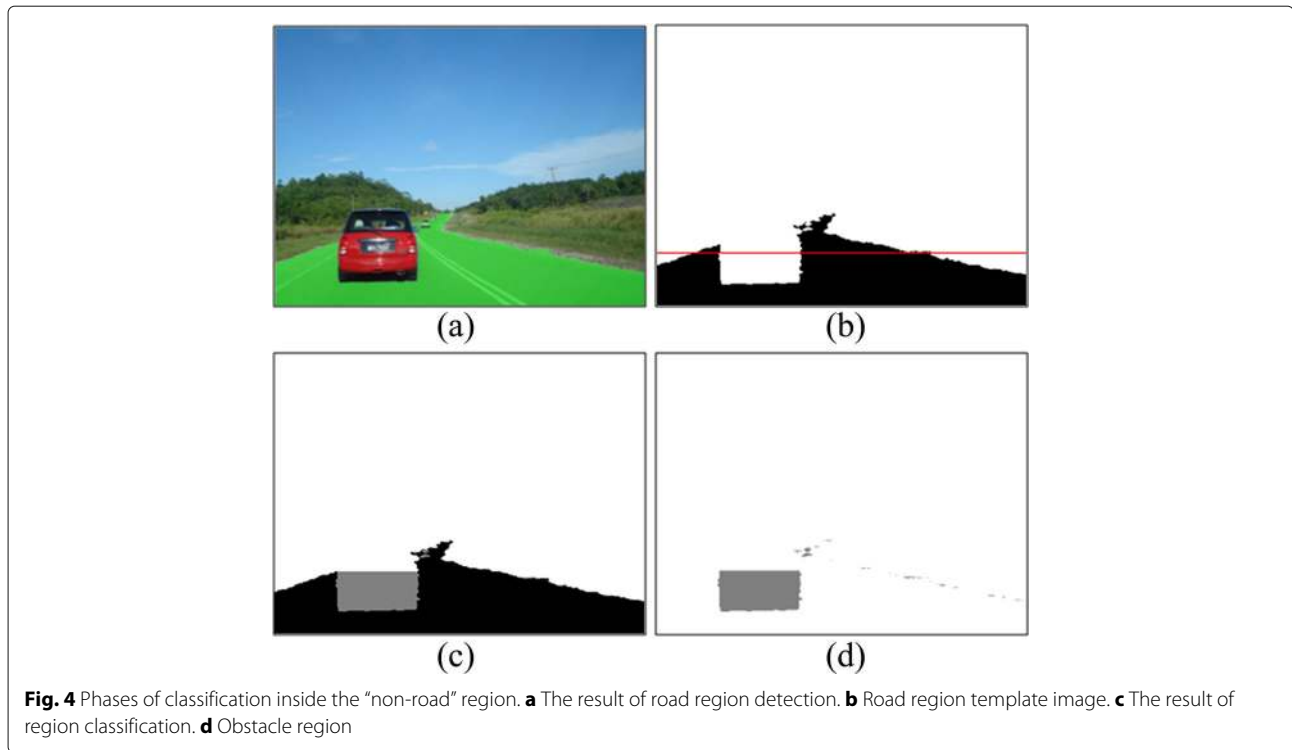 (a)
(b)
(c)
(d)
Fig. 4 Phases of classification inside the “non-road” region. a The result of road region detection. b Road region template image. c The result of
region classification. d Obstacle region